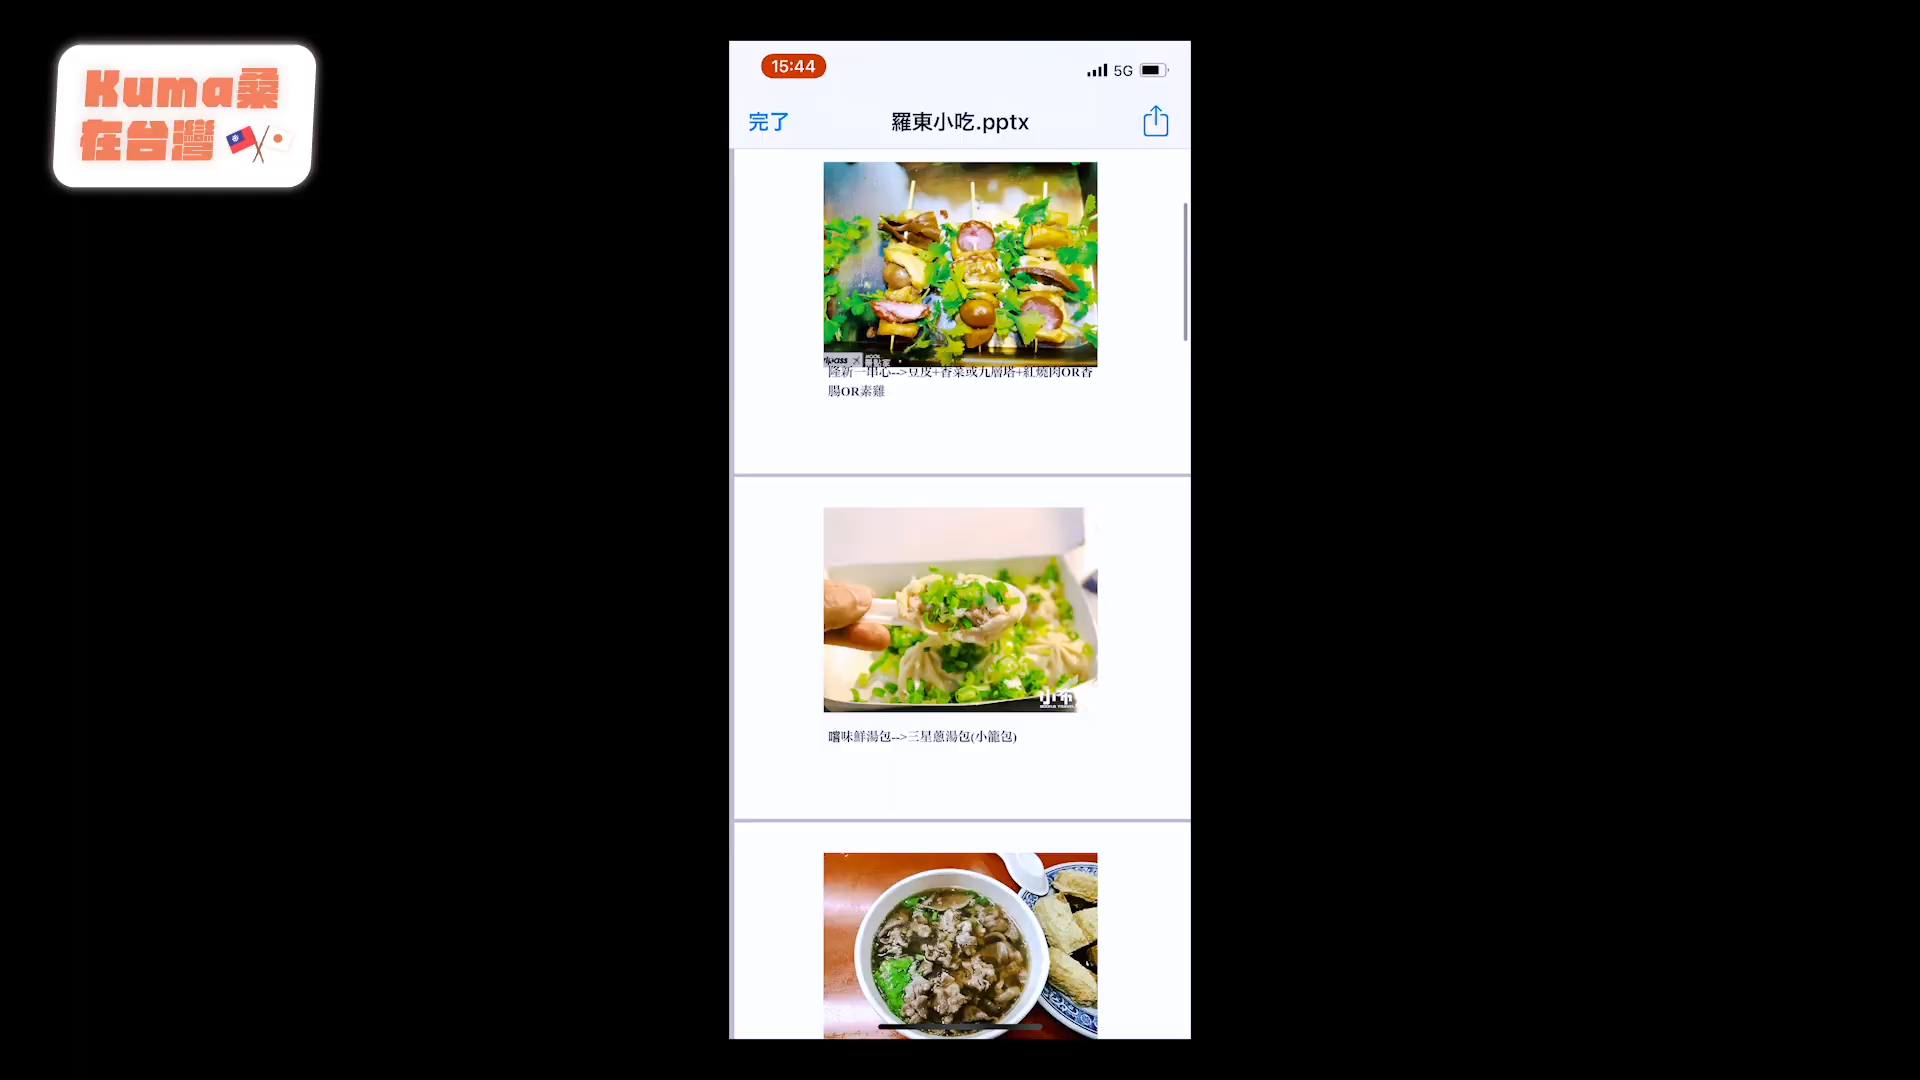 Kuma桑
在台灣
15:44
5G
完了
羅東小吃.pptx
隆新一串心-->豆皮+香菜或九層塔+紅燒肉OR香
腸OR素雞
小布
嚐味鮮湯包-->三星蔥湯包(小籠包)